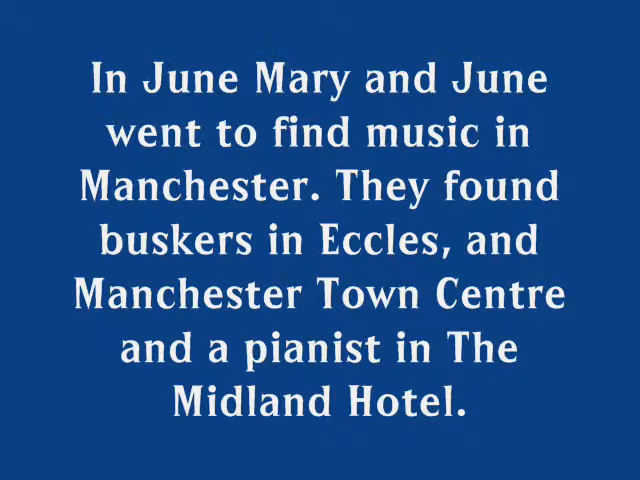 In June Mary and June
went to find music in
Manchester. They found
buskers in Eccles, and
Manchester Town Centre
and a pianist in The
Midland Hotel.